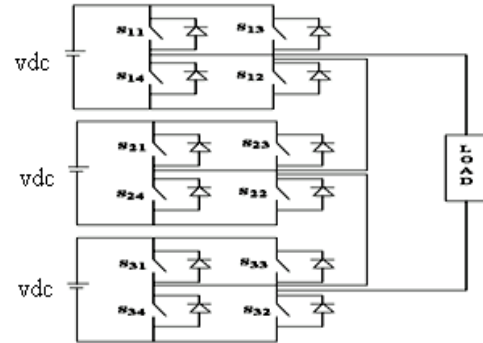 S11 S13
vdc
S14 S12
S21 S23
vdc
S24 S22
LOAD
S31 S33
vdc
S34 S32